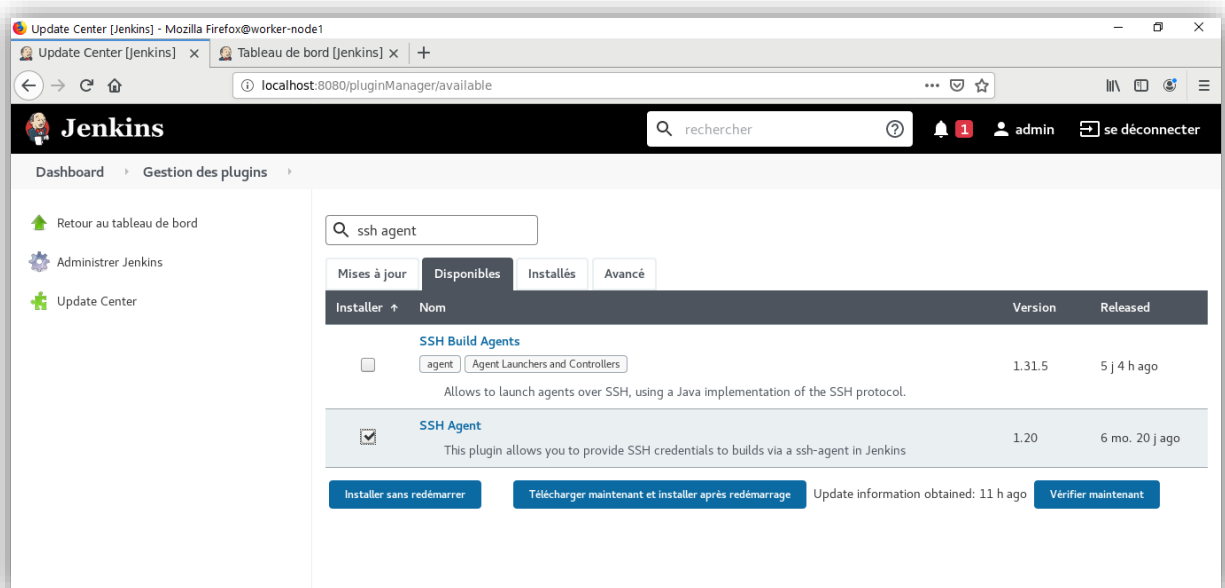 Update Center [Jenkins] - Mozilla Firefox@worker-node1
Update Center [Jenkins] Tableau de bord [Jenkins]
localhost:8080/pluginManager/available
Jenkins rechercher 1 admin se déconnecter
Dashboard Gestion des plugins
Retour au tableau de bord
Administrer Jenkins
Update Center
ssh agent
Mises à jour Disponibles Installés Avancé
Installer ↑ Nom Version Released
SSH Build Agents
agent Agent Launchers and Controllers
1.31.5 5 j 4 h ago
Allows to launch agents over SSH, using a Java implementation of the SSH protocol.
SSH Agent
1.20 6 mo. 20 j ago
This plugin allows you to provide SSH credentials to builds via a ssh-agent in Jenkins
Installer sans redémarrer Télécharger maintenant et installer après redémarrage Update information obtained: 11 h ago Vérifier maintenant